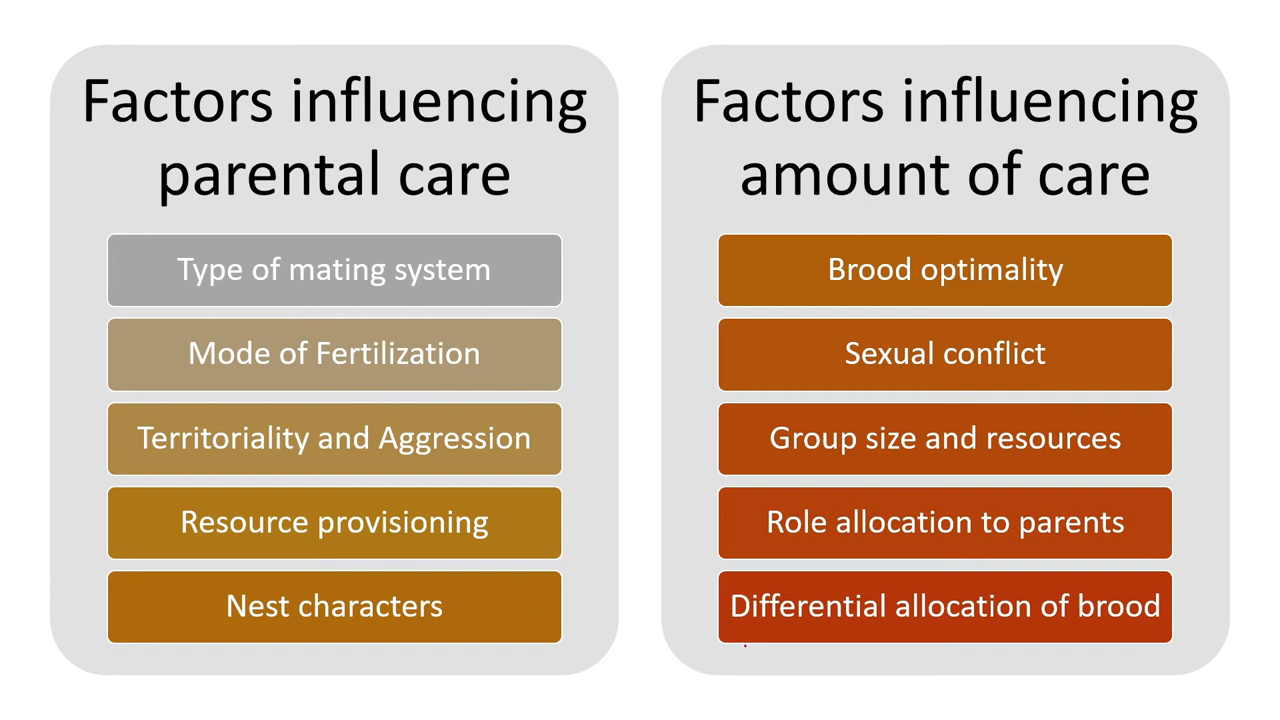 Factors influencing
parental care
Type of mating system
Mode of Fertilization
Territoriality and Aggression
Resource provisioning
Nest characters
Factors influencing
amount of care
Brood optimality
Sexual conflict
Group size and resources
Role allocation to parents
Differential allocation of brood